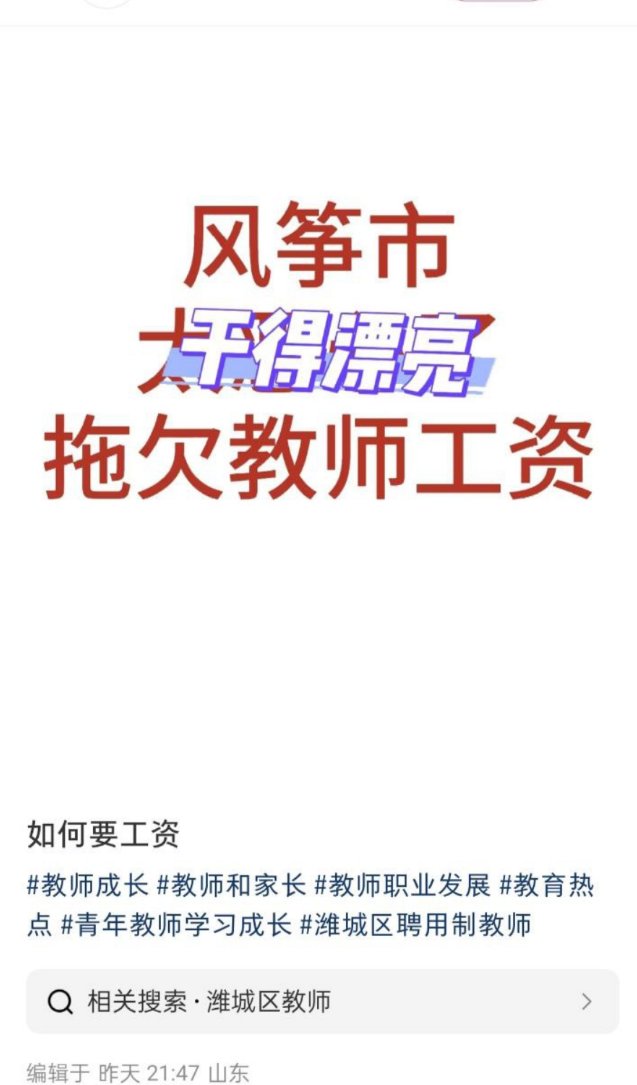 风筝市
干得漂亮
拖欠教师工资
如何要工资
#教师成长 #教师和家长 #教师职业发展 #教育热
点 #青年教师学习成长 #潍城区聘用制教师
相关搜索 · 潍城区教师
编辑于 昨天 21:47 山东